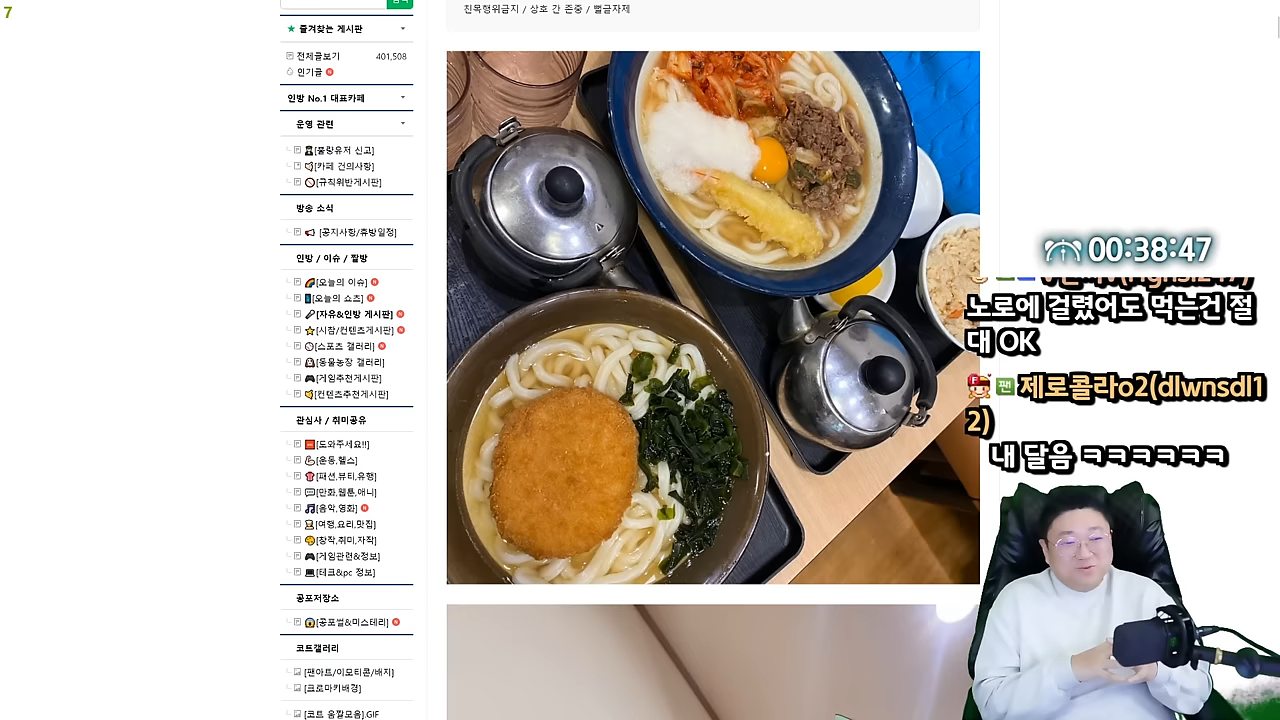 7
검색
친목행위금지 / 상호 간 존중 / 뻘글자제
★ 즐겨찾는 게시판
전체글보기 401,508
인기글 N
인방 No.1 대표카페
운영 관련
[불량유저 신고]
[카페 건의사항]
[규칙위반게시판]
방송 소식
[공지사항/휴방일정]
인방 / 이슈 / 짤방
[오늘의 이슈] N
[오늘의 쇼츠] N
[자유&인방 게시판] N
[시참/컨텐츠게시판] N
[스포츠 갤러리] N
[동물농장 갤러리]
[게임추천게시판]
[컨텐츠추천게시판]
관심사 / 취미공유
[도와주세요!!]
[운동,헬스]
[패션,뷰티,유행]
[만화,웹툰,애니]
[음악,영화] N
[여행,요리,맛집]
[창작,취미,자작]
[게임관련&정보]
[테크&pc 정보]
공포저장소
[공포썰&미스테리] N
코트갤러리
[팬아트/이모티콘/배지]
[크로마키배경]
[코트 움짤모음].GIF
00:38:47
노로에 걸렸어도 먹는건 절
대 OK
F 팬 제로콜라o2(dlwnsdl1
2)
내 달음 ㅋㅋㅋㅋㅋㅋ